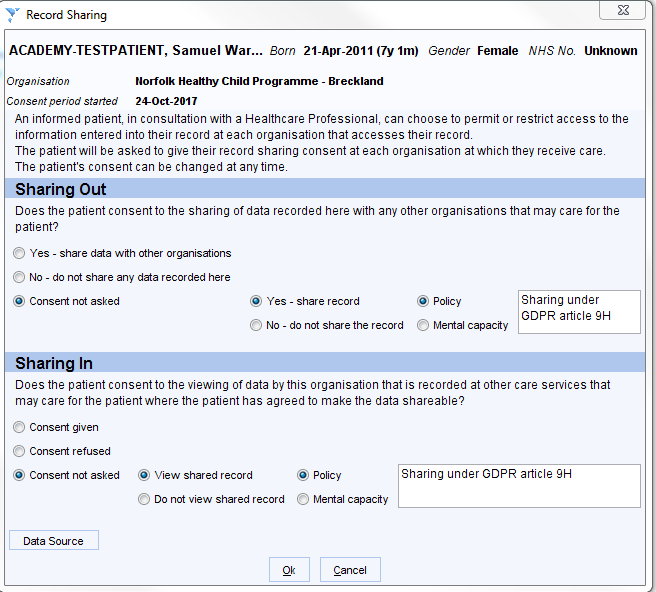 Record Sharing
ACADEMY-TESTPATIENT, Samuel War... Born 21-Apr-2011 (7y 1m) Gender Female NHS No. Unknown
Organisation Norfolk Healthy Child Programme - Breckland
Consent period started 24-Oct-2017
An informed patient, in consultation with a Healthcare Professional, can choose to permit or restrict access to the
information entered into their record at each organisation that accesses their record.
The patient will be asked to give their record sharing consent at each organisation at which they receive care.
The patient's consent can be changed at any time.
Sharing Out
Does the patient consent to the sharing of data recorded here with any other organisations that may care for the
patient?
Yes - share data with other organisations
No - do not share any data recorded here
Consent not asked Yes - share record Policy Sharing under
GDPR article 9H
No - do not share the record Mental capacity
Sharing In
Does the patient consent to the viewing of data by this organisation that is recorded at other care services that
may care for the patient where the patient has agreed to make the data shareable?
Consent given
Consent refused
Consent not asked View shared record Policy Sharing under GDPR article 9H
Do not view shared record Mental capacity
Data Source
Ok Cancel